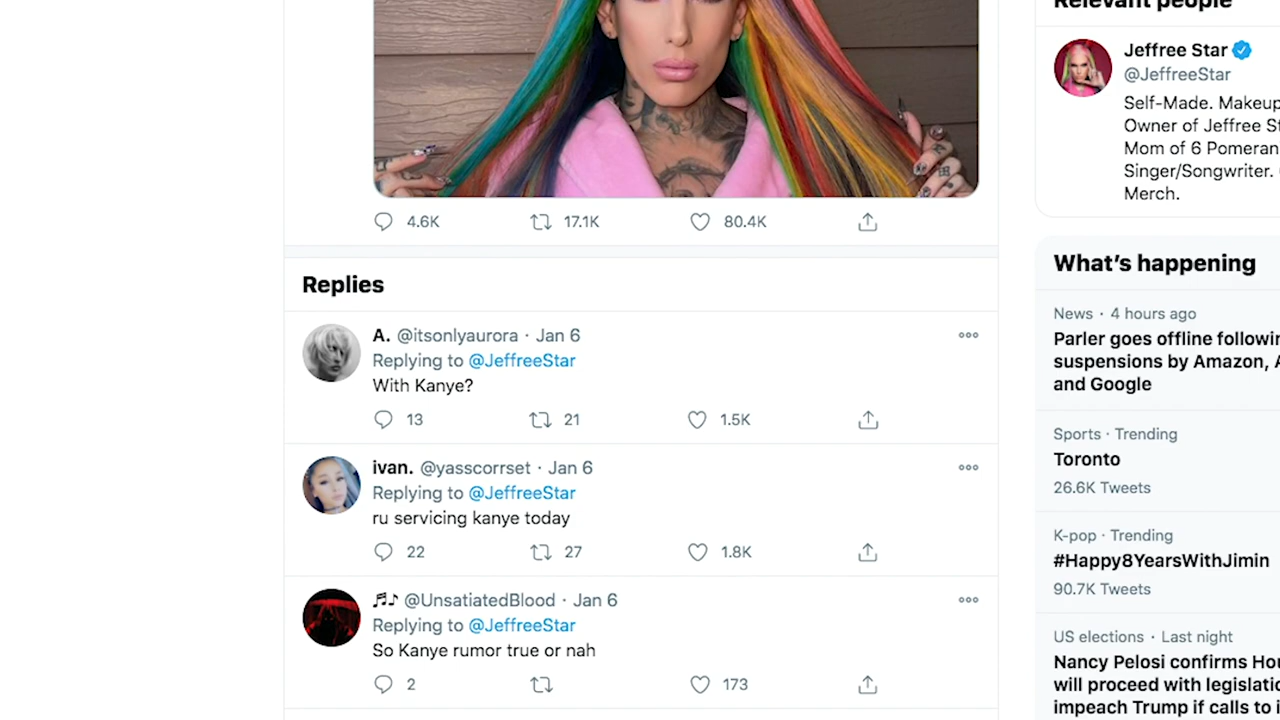 4.6K 17.1K 80.4K
Replies
A. @itsonlyaurora · Jan 6
Replying to @JeffreeStar
With Kanye?
13 21 1.5K
ivan. @yasscorrset · Jan 6
Replying to @JeffreeStar
ru servicing kanye today
22 27 1.8K
@UnsatiatedBlood · Jan 6
Replying to @JeffreeStar
So Kanye rumor true or nah
2 173
Relevant people
Jeffree Star
@JeffreeStar
Self-Made. Makeup
Owner of Jeffree
Mom of 6
Singer/Songwriter.
Merch.
What's happening
News · 4 hours ago
Parler goes offline
suspensions by Amazon,
and Google
Sports · Trending
Toronto
26.6K Tweets
K-pop · Trending
#Happy8YearsWithJimin
90.7K Tweets
US elections · Last night
Nancy Pelosi confirms
will proceed with
impeach Trump if calls to